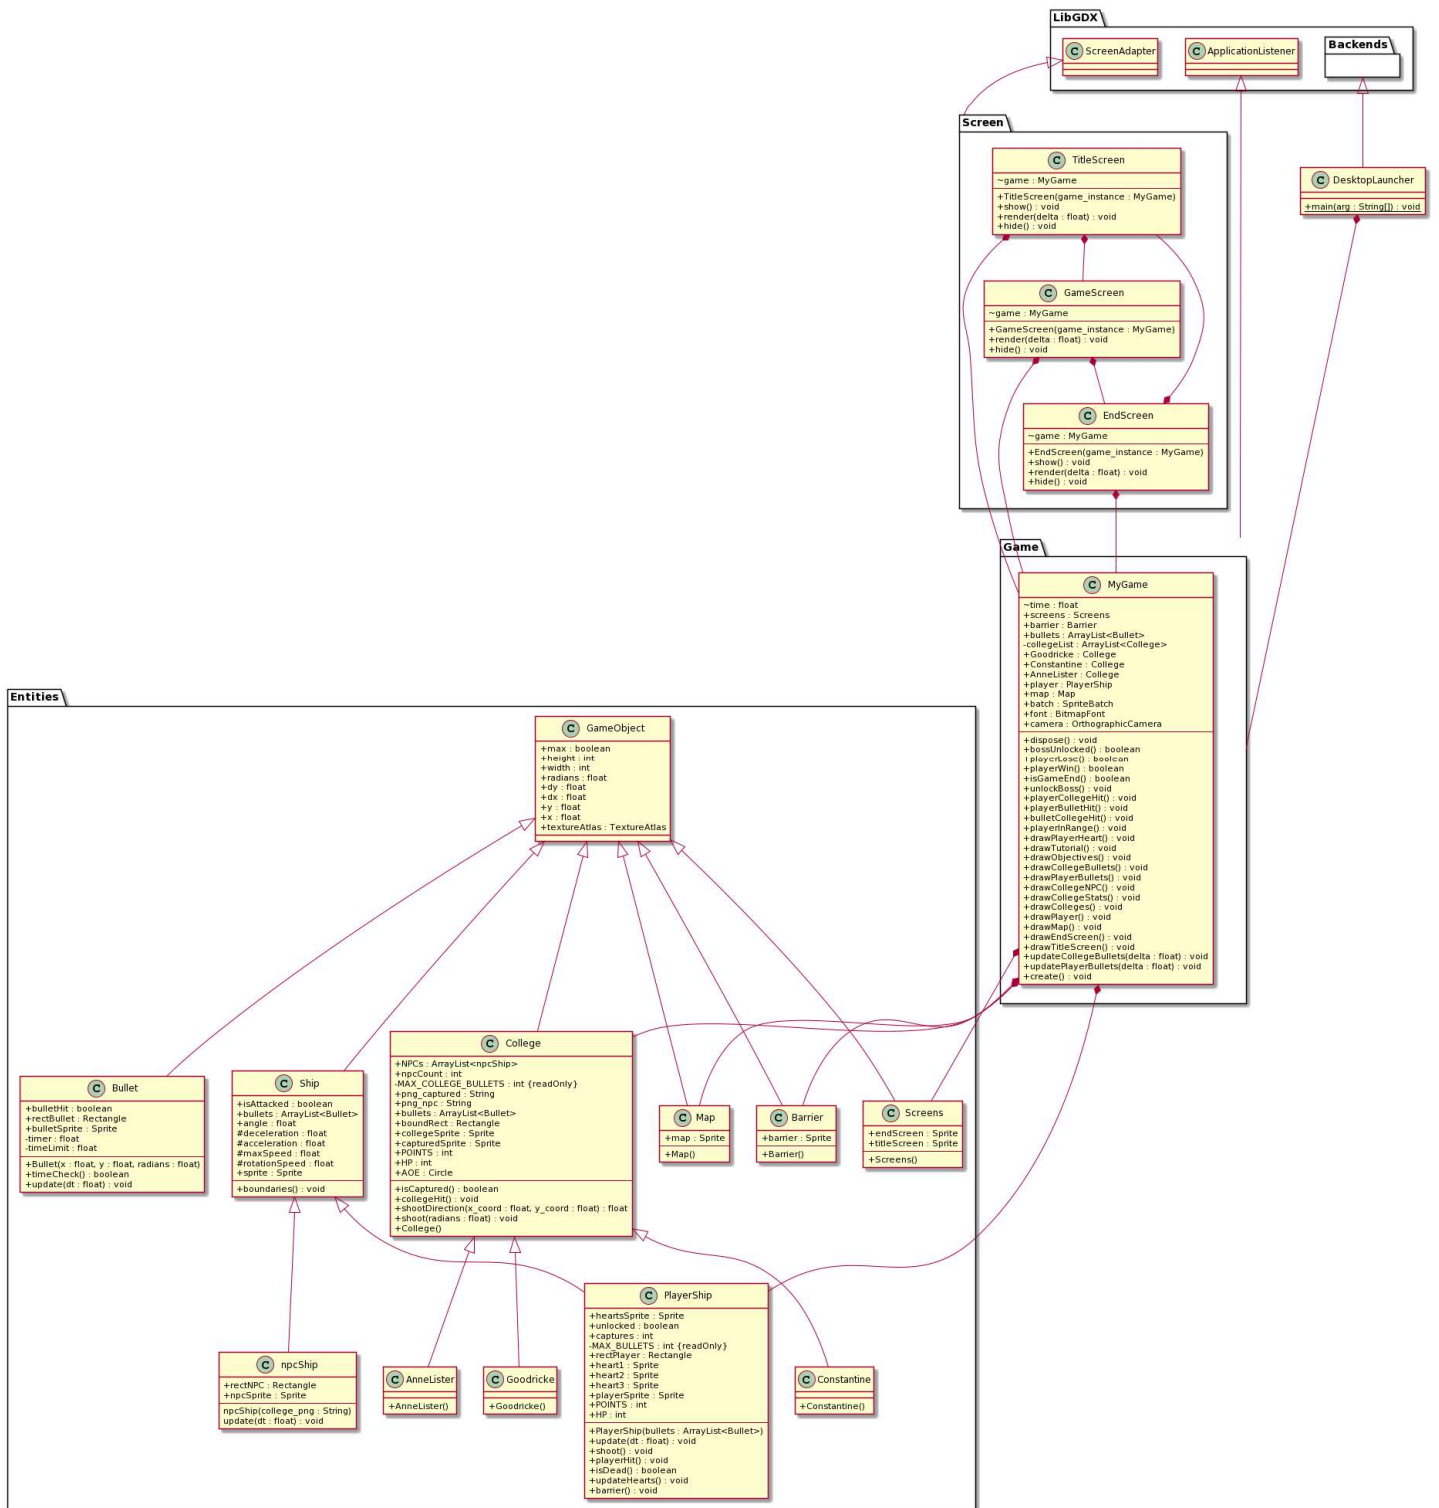 LibGDX
C ScreenAdapter
C ApplicationListener
Backends
Screen
C TitleScreen
~game : MyGame
+TitleScreen(game_instance : MyGame)
+show() : void
+render(delta : float) : void
+hide() : void
C DesktopLauncher
+main(arg : String[]) : void
C GameScreen
~game : MyGame
+GameScreen(game_instance : MyGame)
+render(delta : float) : void
+hide() : void
C EndScreen
~game : MyGame
+EndScreen(game_instance : MyGame)
+show() : void
+render(delta : float) : void
+hide() : void
Game
C MyGame
~time : float
+screens : Screens
+barrier : Barrier
+bullets : ArrayList<Bullet>
-collegeList : ArrayList<College>
+Goodricke : College
+Constantine : College
+AnneLister : College
+player : PlayerShip
+map : Map
+batch : SpriteBatch
+font : BitmapFont
+camera : OrthographicCamera
+dispose() : void
+bossUnlocked() : boolean
+playerLose() : boolean
+playerWin() : boolean
+isGameEnd() : boolean
+unlockBoss() : void
+playerCollegeHit() : void
+playerBulletHit() : void
+bulletCollegeHit() : void
+playerInRange() : void
+drawPlayerHeart() : void
+drawTutorial() : void
+drawObjectives() : void
+drawCollegeBullets() : void
+drawPlayerBullets() : void
+drawCollegeNPC() : void
+drawCollegeStats() : void
+drawColleges() : void
+drawPlayer() : void
+drawMap() : void
+drawEndScreen() : void
+drawTitleScreen() : void
+updateCollegeBullets(delta : float) : void
+updatePlayerBullets(delta : float) : void
+create() : void
Entities
C GameObject
+max : boolean
+height : int
+width : int
+radians : float
+dy : float
+dx : float
+y : float
+x : float
+textureAtlas : TextureAtlas
C Bullet
+bulletHit : boolean
+rectBullet : Rectangle
+bulletSprite : Sprite
-timer : float
-timeLimit : float
+Bullet(x : float, y : float, radians : float)
+timeCheck() : boolean
+update(dt : float) : void
C Ship
+isAttacked : boolean
+bullets : ArrayList<Bullet>
+angle : float
#deceleration : float
#acceleration : float
#maxSpeed : float
#rotationSpeed : float
+sprite : Sprite
+boundaries() : void
C College
+NPCs : ArrayList<npcShip>
+npcCount : int
-MAX_COLLEGE_BULLETS : int {readOnly}
+png_captured : String
+png_npc : String
+bullets : ArrayList<Bullet>
+boundRect : Rectangle
+collegeSprite : Sprite
+capturedSprite : Sprite
+POINTS : int
+HP : int
+AOE : Circle
+isCaptured() : boolean
+collegeHit() : void
+shootDirection(x_coord : float, y_coord : float) : float
+shoot(radians : float) : void
+College()
C Map
+map : Sprite
+Map()
C Barrier
+barrier : Sprite
+Barrier()
C Screens
+endScreen : Sprite
+titleScreen : Sprite
+Screens()
C npcShip
+rectNPC : Rectangle
+npcSprite : Sprite
npcShip(college_png : String)
update(dt : float) : void
C AnneLister
+AnneLister()
C Goodricke
+Goodricke()
C PlayerShip
+heartsSprite : Sprite
+unlocked : boolean
+captures : int
-MAX_BULLETS : int {readOnly}
+rectPlayer : Rectangle
+heart1 : Sprite
+heart2 : Sprite
+heart3 : Sprite
+playerSprite : Sprite
+POINTS : int
+HP : int
+PlayerShip(bullets : ArrayList<Bullet>)
+update(dt : float) : void
+shoot() : void
+playerHit() : void
+isDead() : boolean
+updateHearts() : void
+barrier() : void
C Constantine
+Constantine()